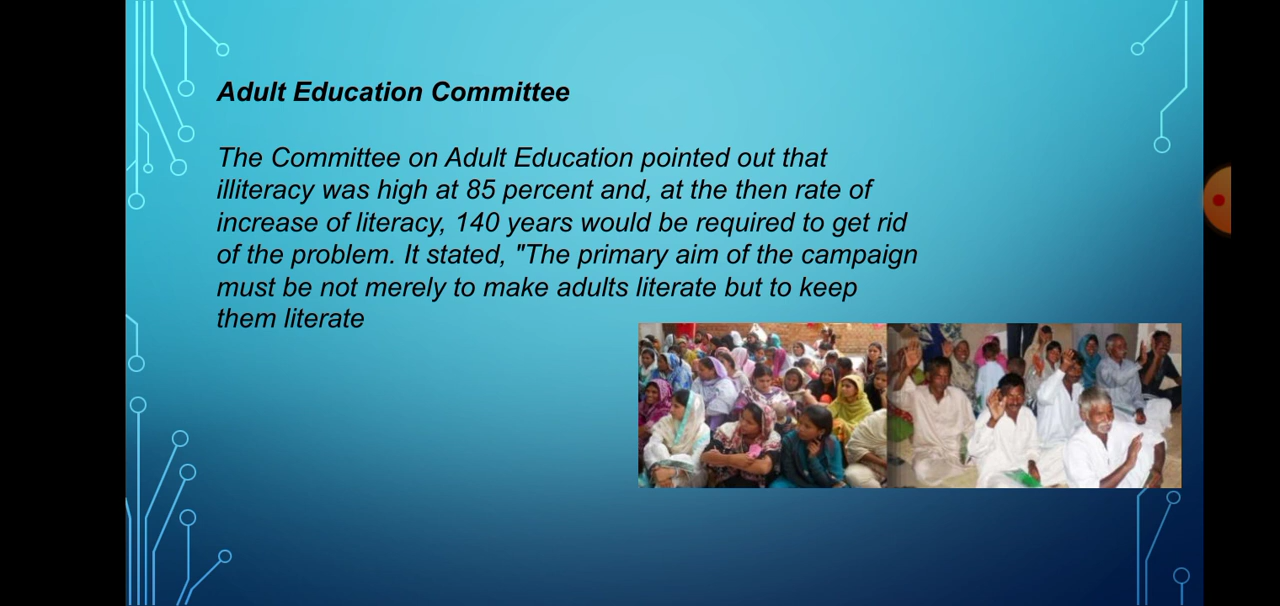 Adult Education Committee
The Committee on Adult Education pointed out that
illiteracy was high at 85 percent and, at the then rate of
increase of literacy, 140 years would be required to get rid
of the problem. It stated, "The primary aim of the campaign
must be not merely to make adults literate but to keep
them literate